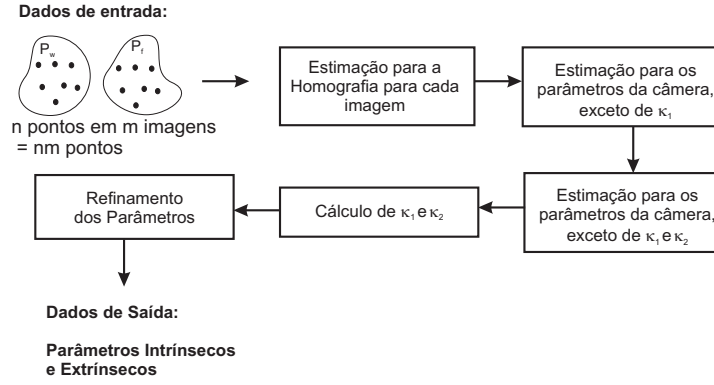 Dados de entrada:
P_w
P_f
n pontos em m imagens
= nm pontos
Estimação para a
Homografia para cada
imagem
Estimação para os
parâmetros da câmera,
exceto de κ₁
Estimação para os
parâmetros da câmera,
exceto de κ₁ e κ₂
Cálculo de κ₁ e κ₂
Refinamento
dos Parâmetros
Dados de Saída:
Parâmetros Intrínsecos
e Extrínsecos